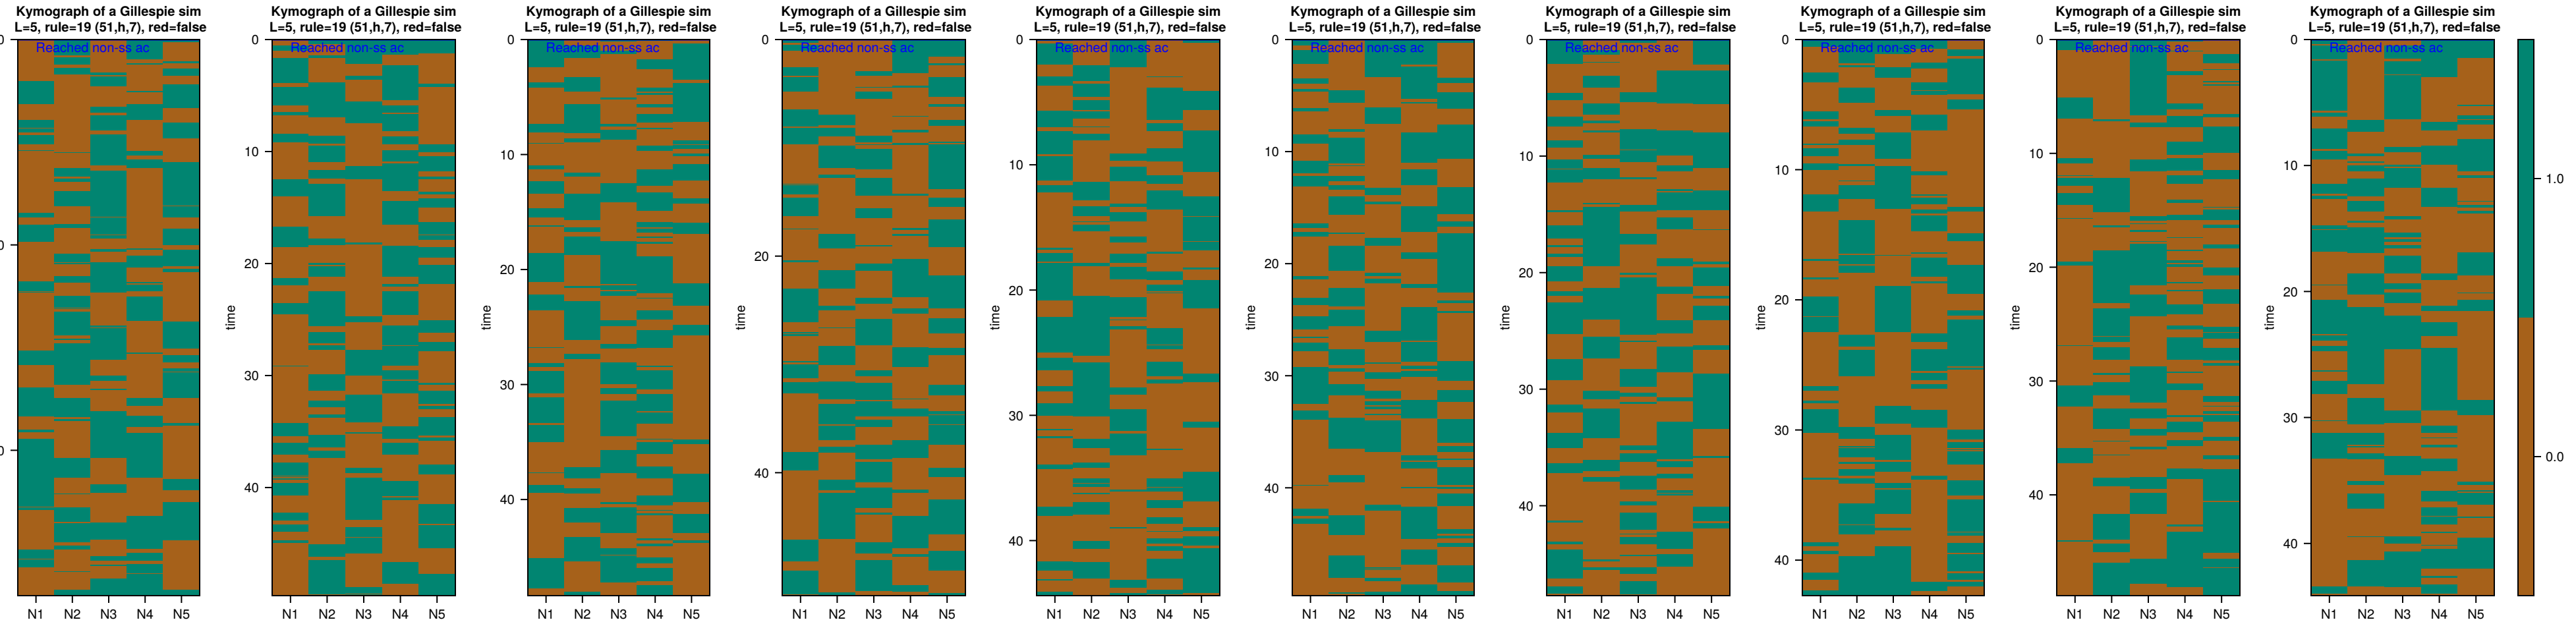 Kymograph of a Gillespie sim
L=5, rule=19 (51,h,7), red=false
Reached non-ss ac
0
0
0
N1 N2 N3 N4 N5
Kymograph of a Gillespie sim
L=5, rule=19 (51,h,7), red=false
Reached non-ss ac
time
0
10
20
30
40
N1 N2 N3 N4 N5
Kymograph of a Gillespie sim
L=5, rule=19 (51,h,7), red=false
Reached non-ss ac
time
0
10
20
30
40
N1 N2 N3 N4 N5
Kymograph of a Gillespie sim
L=5, rule=19 (51,h,7), red=false
Reached non-ss ac
time
0
20
40
N1 N2 N3 N4 N5
Kymograph of a Gillespie sim
L=5, rule=19 (51,h,7), red=false
Reached non-ss ac
time
0
10
20
30
40
N1 N2 N3 N4 N5
Kymograph of a Gillespie sim
L=5, rule=19 (51,h,7), red=false
Reached non-ss ac
time
0
10
20
30
40
N1 N2 N3 N4 N5
Kymograph of a Gillespie sim
L=5, rule=19 (51,h,7), red=false
Reached non-ss ac
time
0
10
20
30
40
N1 N2 N3 N4 N5
Kymograph of a Gillespie sim
L=5, rule=19 (51,h,7), red=false
Reached non-ss ac
time
0
10
20
30
40
N1 N2 N3 N4 N5
Kymograph of a Gillespie sim
L=5, rule=19 (51,h,7), red=false
Reached non-ss ac
time
0
10
20
30
40
N1 N2 N3 N4 N5
Kymograph of a Gillespie sim
L=5, rule=19 (51,h,7), red=false
Reached non-ss ac
time
0
10
20
30
40
N1 N2 N3 N4 N5
1.0
0.0